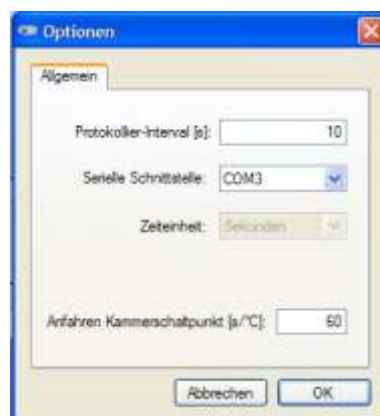 Optionen
Allgemein
Protokollier-Interval [s]: 10
Serielle Schnittstelle: COM3
Zeiteinheit: Sekunden
Anfahren Kammerschaltpunkt [s/°C]: 60
Abbrechen OK